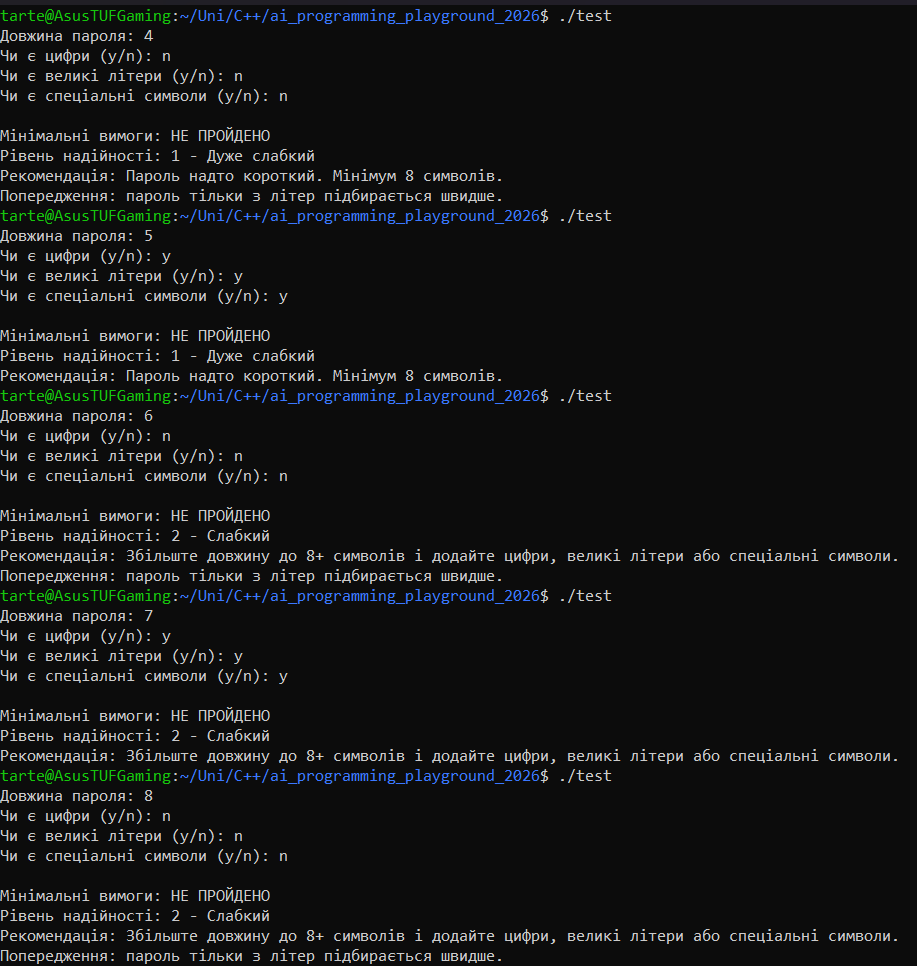 tarte@AsusTUFGaming:~/Uni/C++/ai_programming_playground_2026$ ./test
Довжина пароля: 4
Чи є цифри (y/n): n
Чи є великі літери (y/n): n
Чи є спеціальні символи (y/n): n
Мінімальні вимоги: НЕ ПРОЙДЕНО
Рівень надійності: 1 - Дуже слабкий
Рекомендація: Пароль надто короткий. Мінімум 8 символів.
Попередження: пароль тільки з літер підбирається швидше.
tarte@AsusTUFGaming:~/Uni/C++/ai_programming_playground_2026$ ./test
Довжина пароля: 5
Чи є цифри (y/n): y
Чи є великі літери (y/n): y
Чи є спеціальні символи (y/n): y
Мінімальні вимоги: НЕ ПРОЙДЕНО
Рівень надійності: 1 - Дуже слабкий
Рекомендація: Пароль надто короткий. Мінімум 8 символів.
tarte@AsusTUFGaming:~/Uni/C++/ai_programming_playground_2026$ ./test
Довжина пароля: 6
Чи є цифри (y/n): n
Чи є великі літери (y/n): n
Чи є спеціальні символи (y/n): n
Мінімальні вимоги: НЕ ПРОЙДЕНО
Рівень надійності: 2 - Слабкий
Рекомендація: Збільште довжину до 8+ символів і додайте цифри, великі літери або спеціальні символи.
Попередження: пароль тільки з літер підбирається швидше.
tarte@AsusTUFGaming:~/Uni/C++/ai_programming_playground_2026$ ./test
Довжина пароля: 7
Чи є цифри (y/n): y
Чи є великі літери (y/n): y
Чи є спеціальні символи (y/n): y
Мінімальні вимоги: НЕ ПРОЙДЕНО
Рівень надійності: 2 - Слабкий
Рекомендація: Збільште довжину до 8+ символів і додайте цифри, великі літери або спеціальні символи.
tarte@AsusTUFGaming:~/Uni/C++/ai_programming_playground_2026$ ./test
Довжина пароля: 8
Чи є цифри (y/n): n
Чи є великі літери (y/n): n
Чи є спеціальні символи (y/n): n
Мінімальні вимоги: НЕ ПРОЙДЕНО
Рівень надійності: 2 - Слабкий
Рекомендація: Збільште довжину до 8+ символів і додайте цифри, великі літери або спеціальні символи.
Попередження: пароль тільки з літер підбирається швидше.